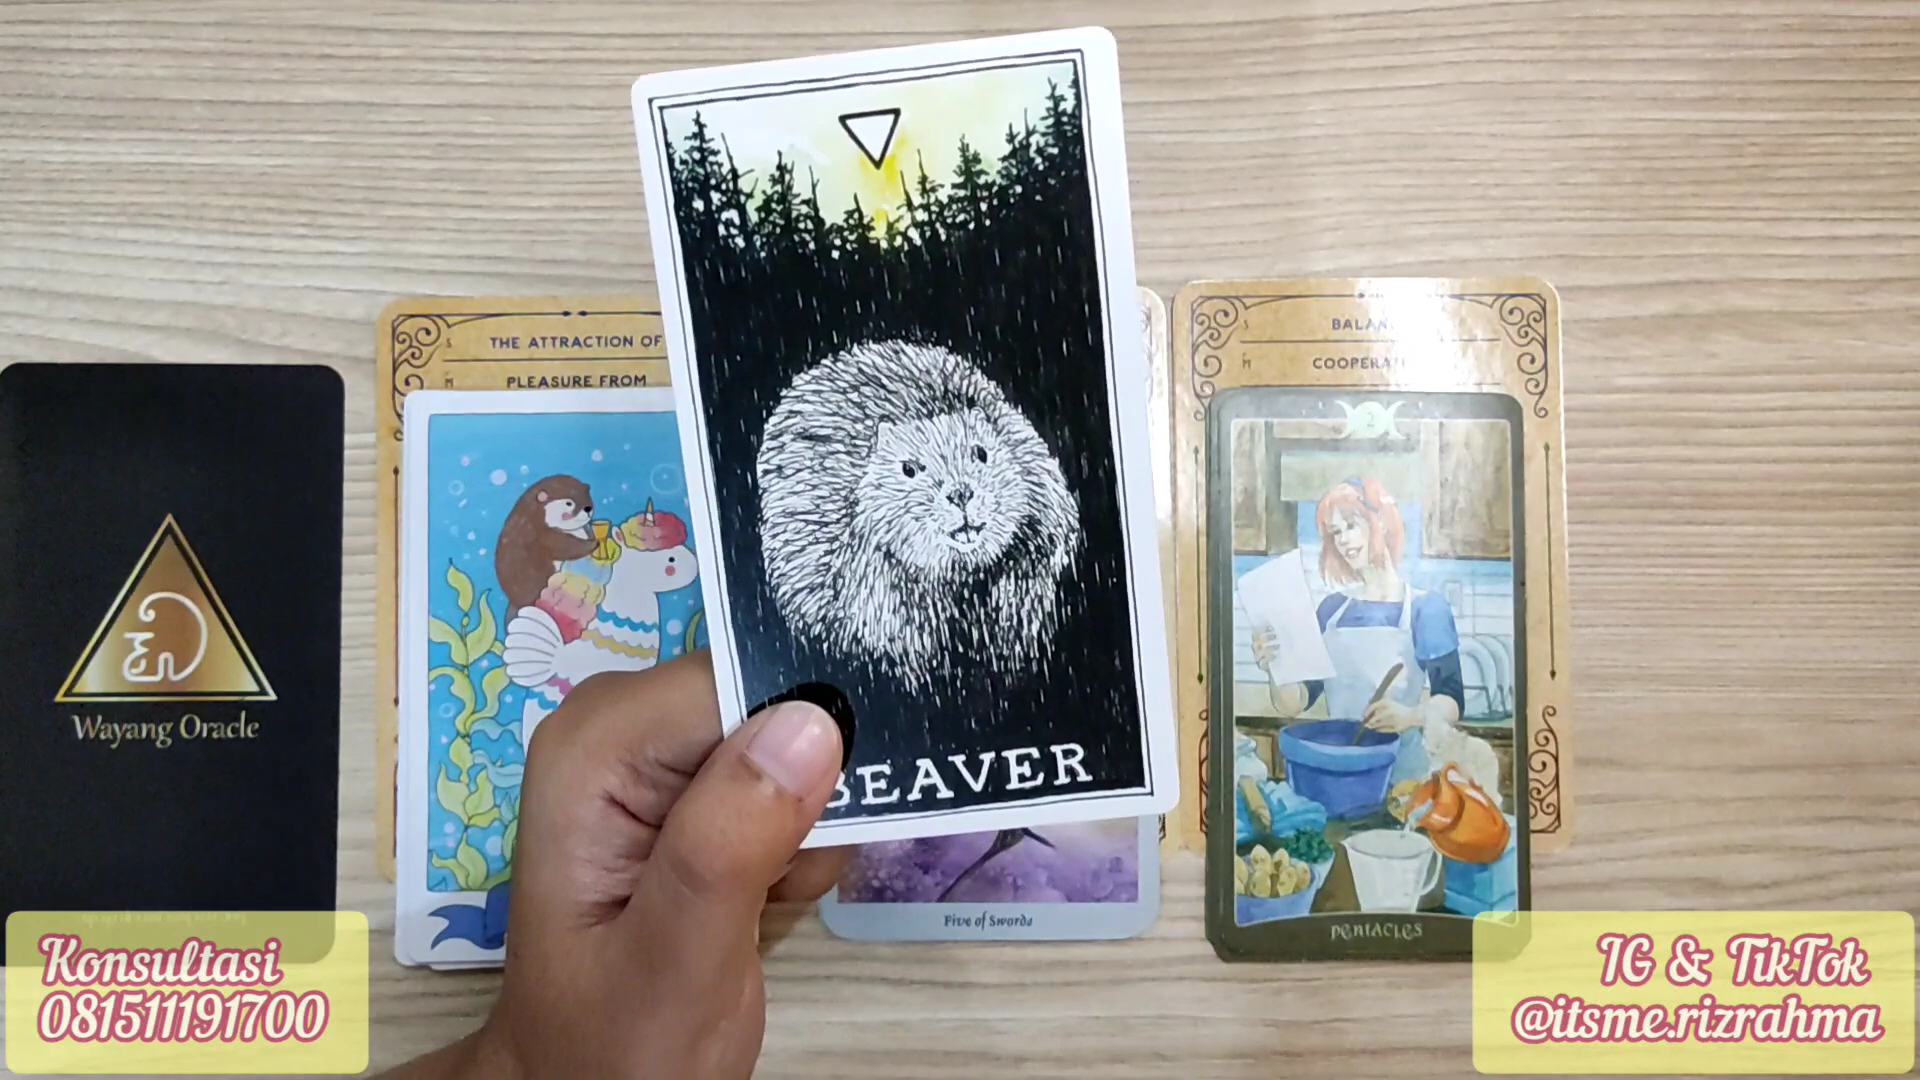 THE ATTRACTION OF
PLEASURE FROM
BEAVER
S
M
COOPERA
2
PENTACLES
Five of Swords
Wayang Oracle
Konsultasi
081511191700
IG & TikTok
@itsme.rizrahma